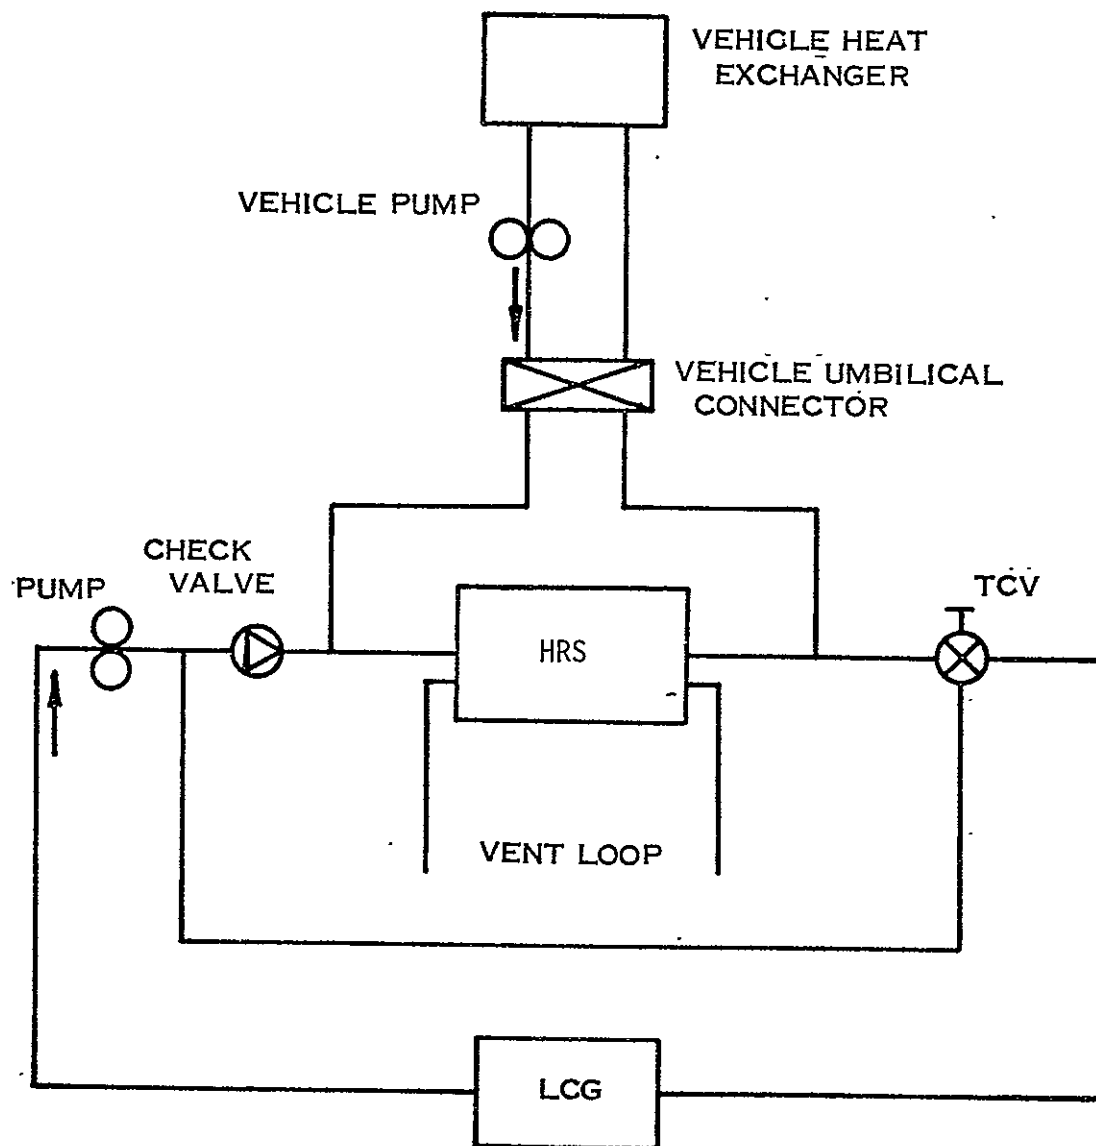 VEHICLE HEAT
EXCHANGER
VEHICLE PUMP
VEHICLE UMBILICAL
CONNECTOR
CHECK
VALVE
PUMP
TCV
HRS
VENT LOOP
LCG